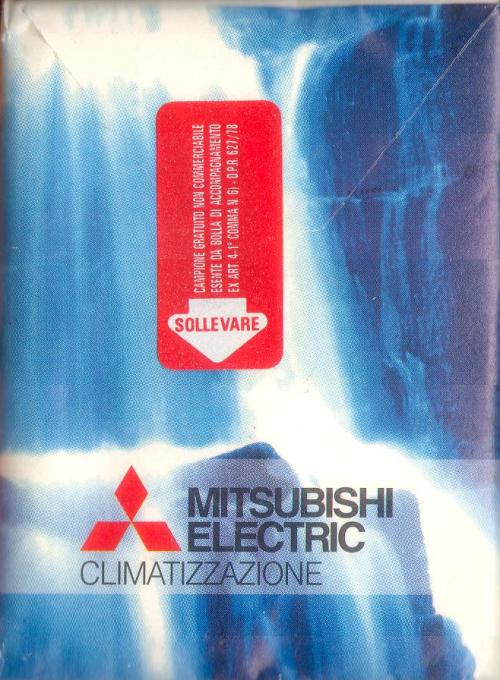 CAMPIONE GRATUITO NON COMMERCIABILE
ESENTE DA BOLLA DI ACCOMPAGNAMENTO
EX ART. 4-1° COMMA N. 6) - D.P.R. 627/78
SOLLEVARE
MITSUBISHI
ELECTRIC
CLIMATIZZAZIONE